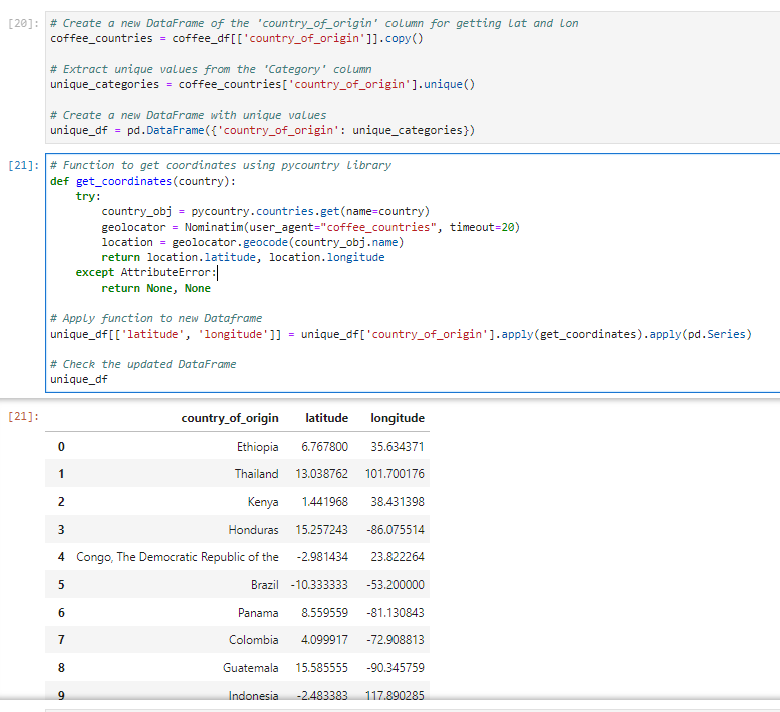 [20]: # Create a new DataFrame of the 'country_of_origin' column for getting lat and lon
coffee_countries = coffee_df[['country_of_origin']].copy()
# Extract unique values from the 'Category' column
unique_categories = coffee_countries['country_of_origin'].unique()
# Create a new DataFrame with unique values
unique_df = pd.DataFrame({'country_of_origin': unique_categories})
[21]: # Function to get coordinates using pycountry library
def get_coordinates(country):
    try:
        country_obj = pycountry.countries.get(name=country)
        geolocator = Nominatim(user_agent="coffee_countries", timeout=20)
        location = geolocator.geocode(country_obj.name)
        return location.latitude, location.longitude
    except AttributeError:
        return None, None
# Apply function to new Dataframe
unique_df[['latitude', 'longitude']] = unique_df['country_of_origin'].apply(get_coordinates).apply(pd.Series)
# Check the updated DataFrame
unique_df
[21]: country_of_origin latitude longitude
0 Ethiopia 6.767800 35.634371
1 Thailand 13.038762 101.700176
2 Kenya 1.441968 38.431398
3 Honduras 15.257243 -86.075514
4 Congo, The Democratic Republic of the -2.981434 23.822264
5 Brazil -10.333333 -53.200000
6 Panama 8.559559 -81.130843
7 Colombia 4.099917 -72.908813
8 Guatemala 15.585555 -90.345759
9 Indonesia -2.483383 117.890285